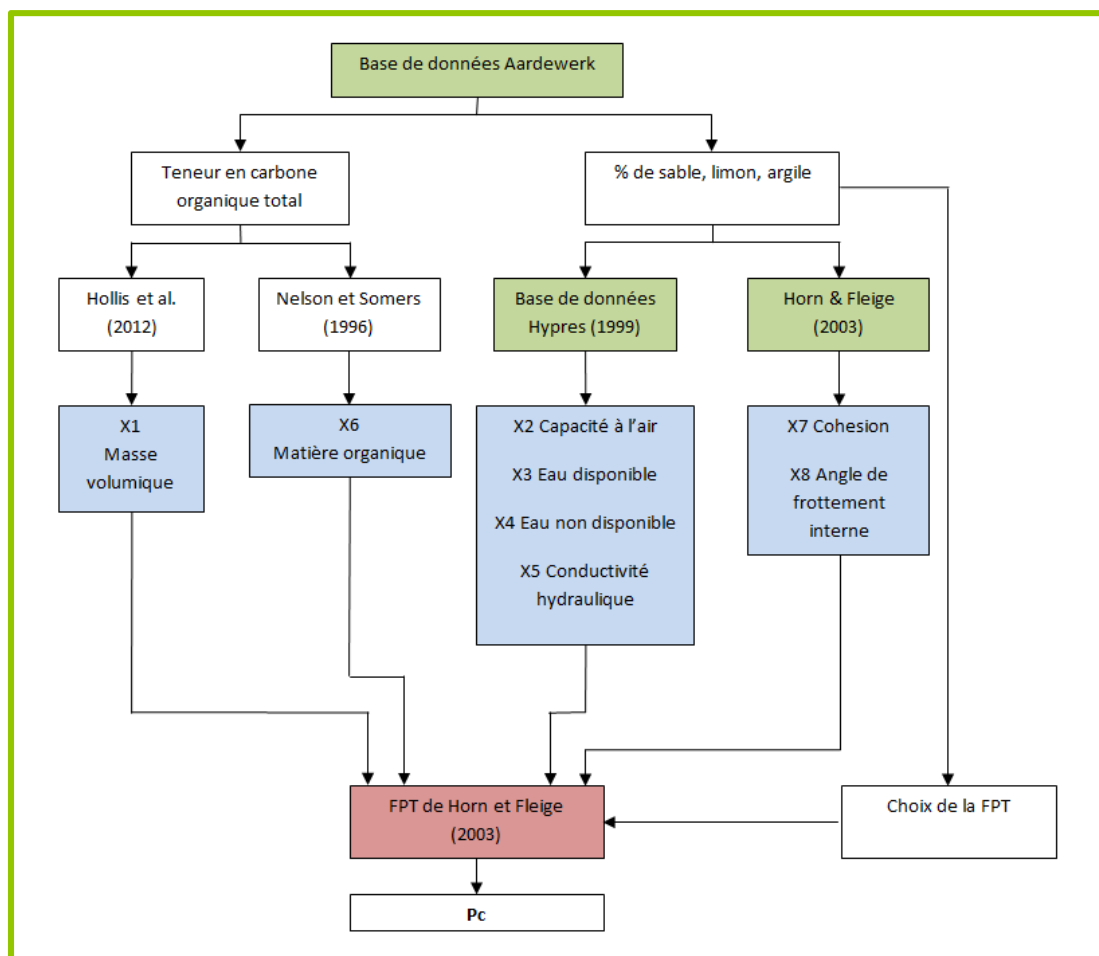 Base de données Aardewerk
Teneur en carbone
organique total
% de sable, limon, argile
Hollis et al.
(2012)
Nelson et Somers
(1996)
Base de données
Hypres (1999)
Horn & Fleige
(2003)
X1
Masse
volumique
X6
Matière organique
X2 Capacité à l'air
X3 Eau disponible
X4 Eau non disponible
X5 Conductivité
hydraulique
X7 Cohesion
X8 Angle de
frottement
interne
FPT de Horn et Fleige
(2003)
Choix de la FPT
Pc